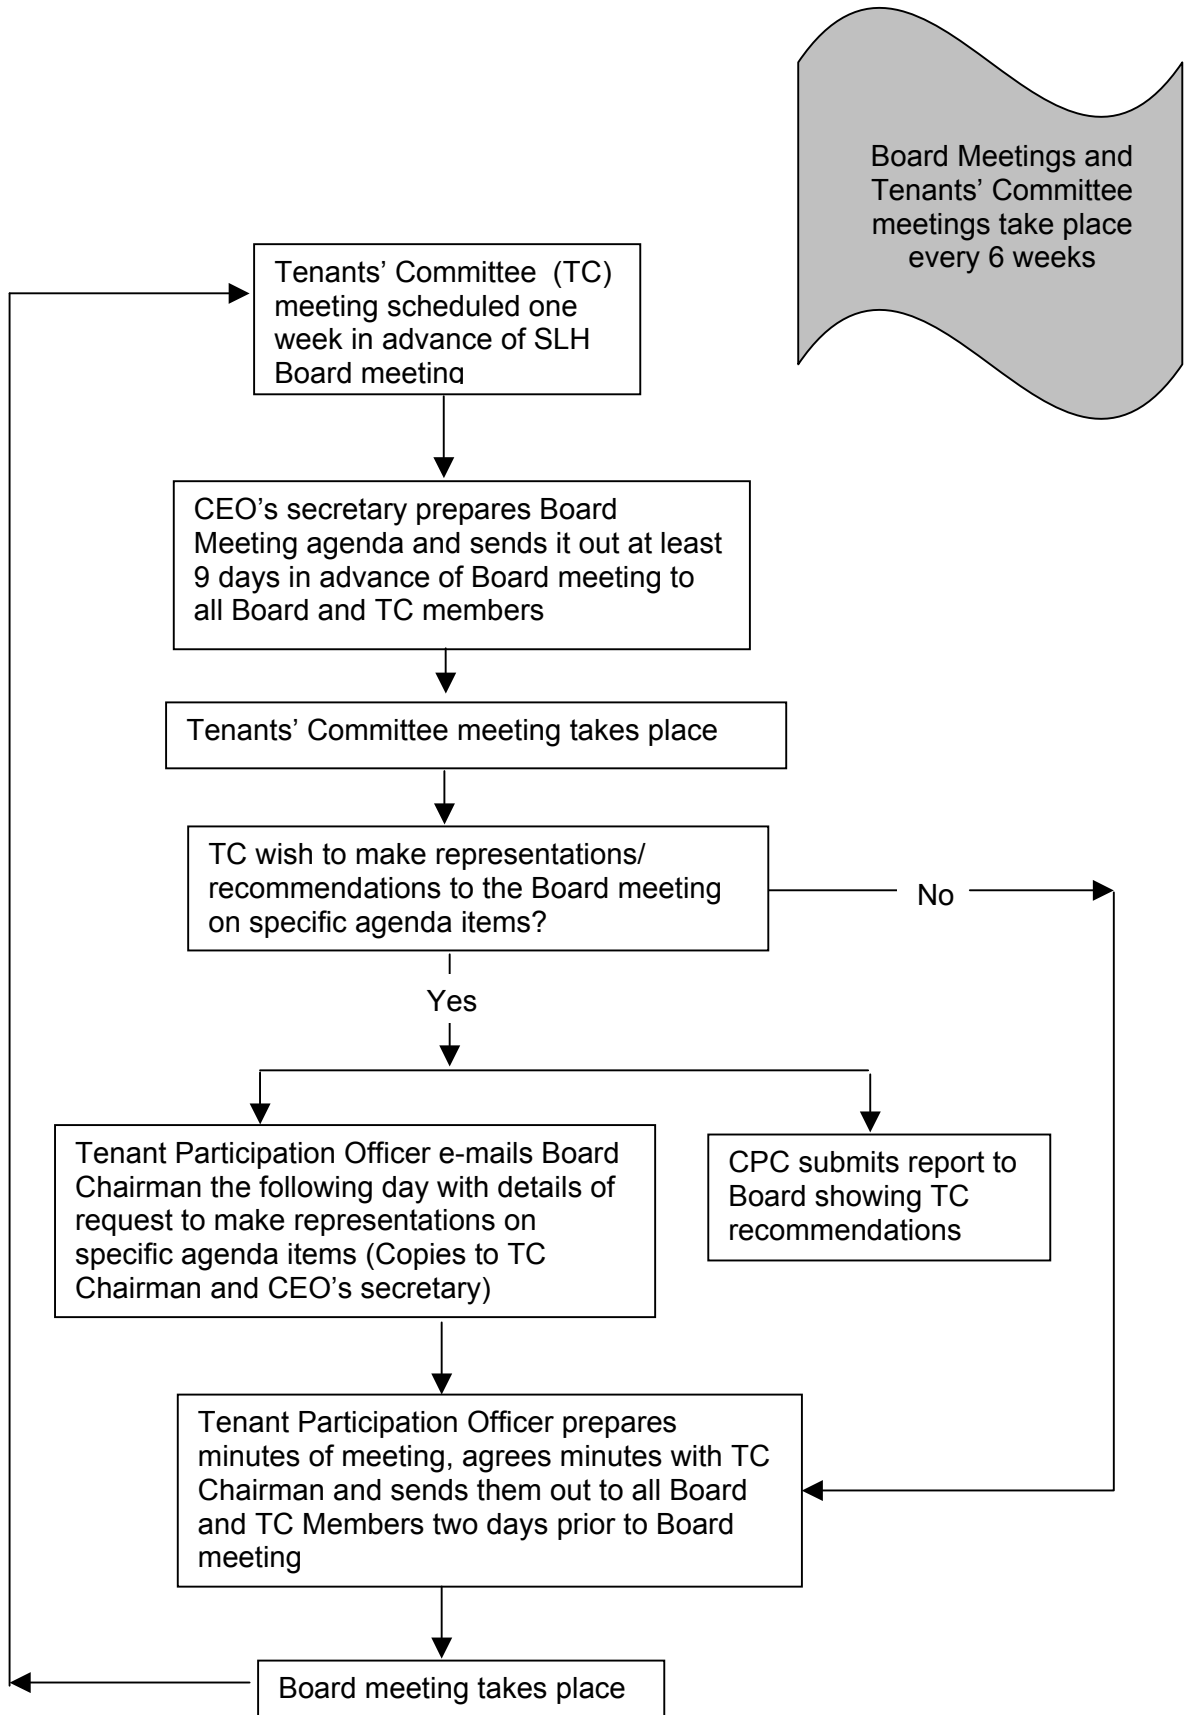 Board Meetings and
Tenants’ Committee
meetings take place
every 6 weeks
Tenants’ Committee (TC)
meeting scheduled one
week in advance of SLH
Board meeting
CEO’s secretary prepares Board
Meeting agenda and sends it out at least
9 days in advance of Board meeting to
all Board and TC members
Tenants’ Committee meeting takes place
TC wish to make representations/
recommendations to the Board meeting
on specific agenda items?
No
Yes
Tenant Participation Officer e-mails Board
Chairman the following day with details of
request to make representations on
specific agenda items (Copies to TC
Chairman and CEO’s secretary)
CPC submits report to
Board showing TC
recommendations
Tenant Participation Officer prepares
minutes of meeting, agrees minutes with TC
Chairman and sends them out to all Board
and TC Members two days prior to Board
meeting
Board meeting takes place